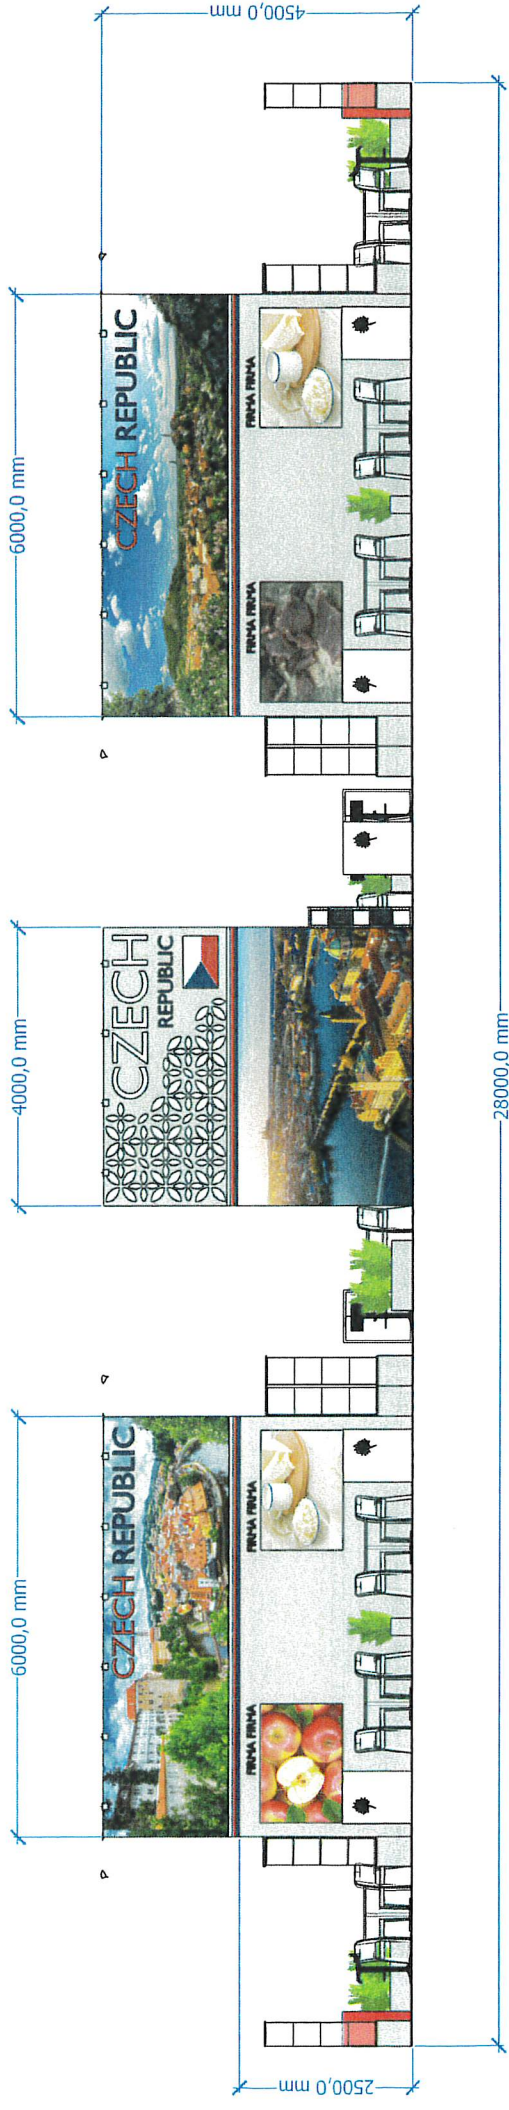 6000,0 mm
4000,0 mm
6000,0 mm
4500,0 mm
CZECH REPUBLIC
CZECH
REPUBLIC
CZECH REPUBLIC
FIRMA FIRMA
FIRMA FIRMA
FIRMA FIRMA
FIRMA FIRMA
2500,0 mm
28000,0 mm